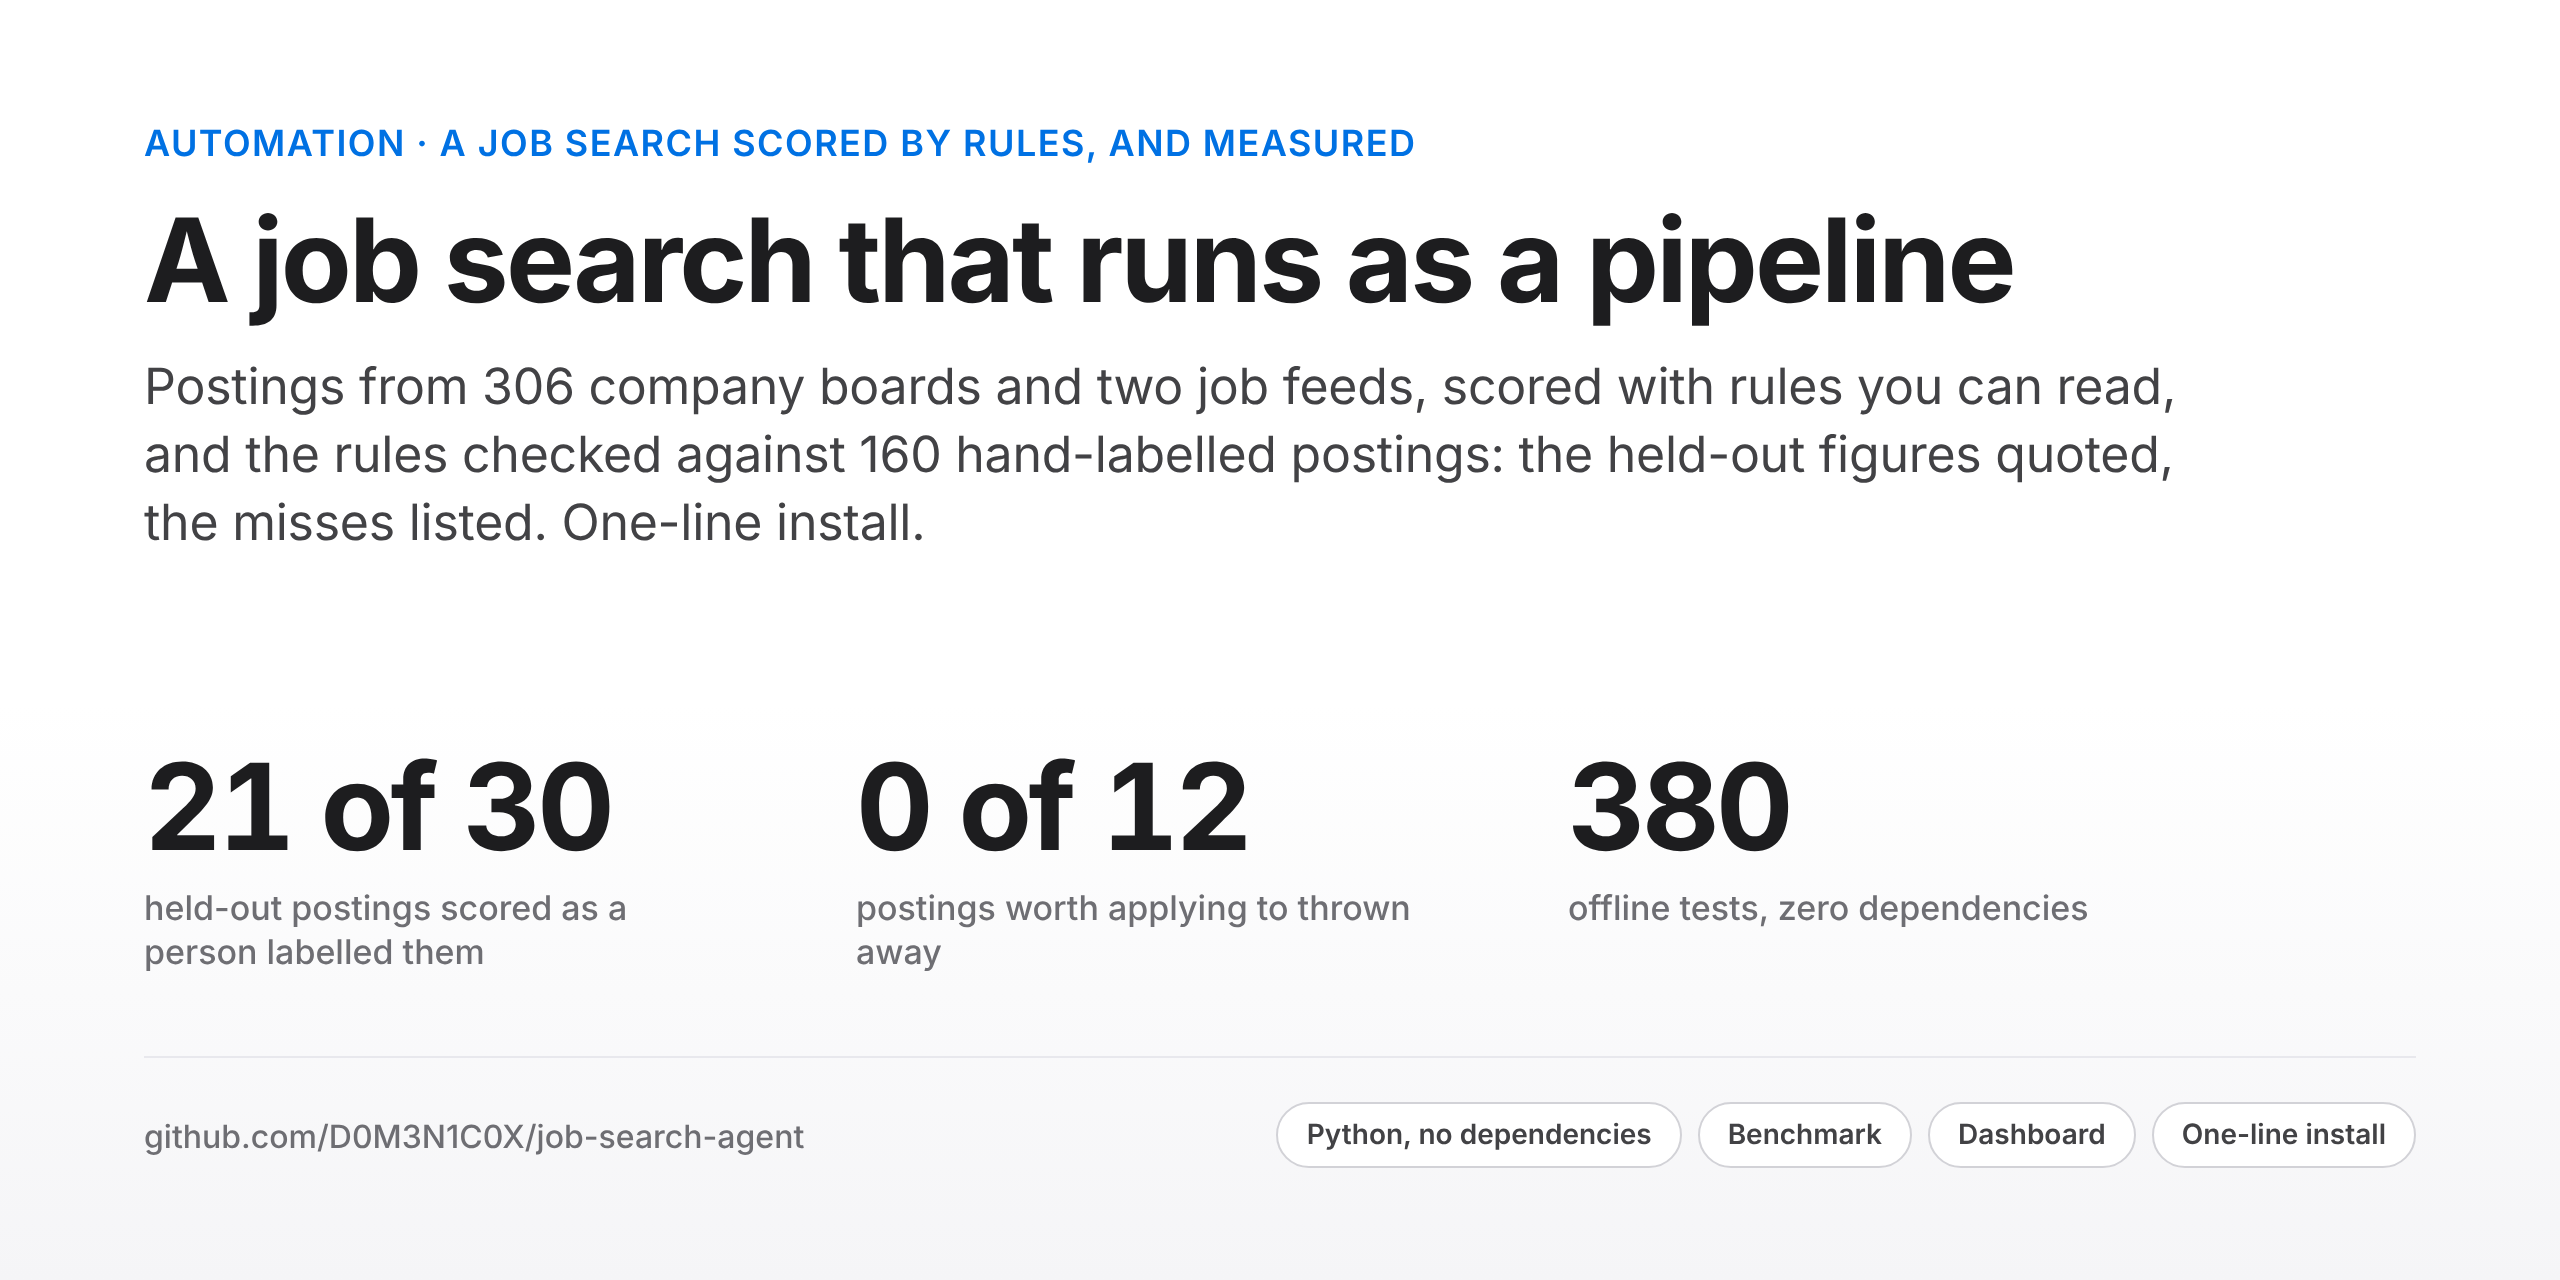 AUTOMATION · A JOB SEARCH SCORED BY RULES, AND MEASURED
A job search that runs as a pipeline
Postings from 306 company boards and two job feeds, scored with rules you can read,
and the rules checked against 160 hand-labelled postings: the held-out figures quoted,
the misses listed. One-line install.
21 of 30
held-out postings scored as a
person labelled them
0 of 12
postings worth applying to thrown
away
380
offline tests, zero dependencies
github.com/D0M3N1C0X/job-search-agent
Python, no dependencies
Benchmark
Dashboard
One-line install